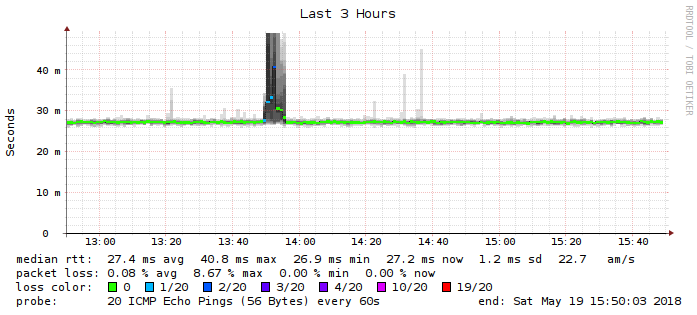 Last 3 Hours
RRDTOOL / TOBI OETIKER
Seconds
40 m
30 m
20 m
10 m
0
13:00 13:20 13:40 14:00 14:20 14:40 15:00 15:20 15:40
median rtt: 27.4 ms avg 40.8 ms max 26.9 ms min 27.2 ms now 1.2 ms sd 22.7 am/s
packet loss: 0.08 % avg 8.67 % max 0.00 % min 0.00 % now
loss color: 0 1/20 2/20 3/20 4/20 10/20 19/20
probe: 20 ICMP Echo Pings (56 Bytes) every 60s end: Sat May 19 15:50:03 2018